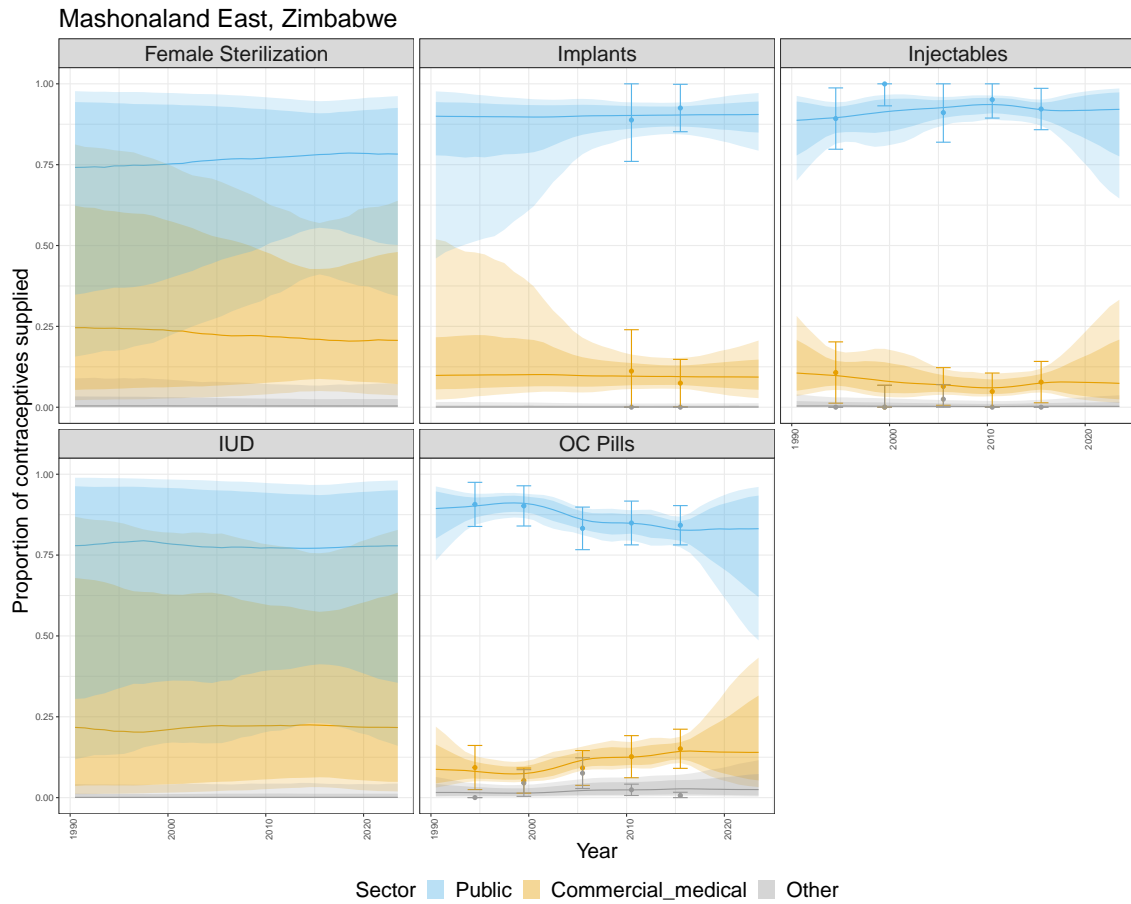 Mashonaland East, Zimbabwe
Female Sterilization
Implants
Injectables
1.00
0.75
0.50
0.25
0.00
1990
2000
2010
2020
IUD
OC Pills
1.00
0.75
0.50
0.25
0.00
1990
2000
2010
2020
1990
2000
2010
2020
Proportion of contraceptives supplied
Year
Sector Public Commercial_medical Other